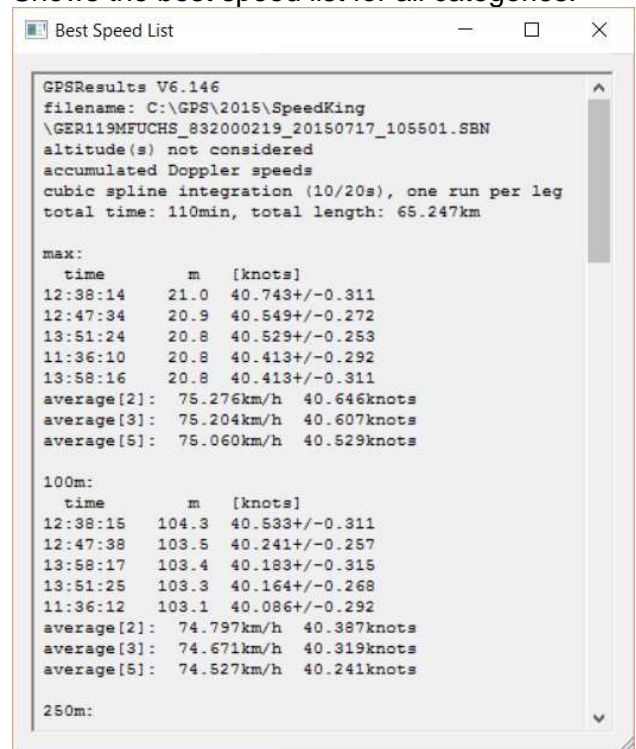 Shows the best speed list for all categories.
Best Speed List
GPSResults V6.146
filename: C:\GPS\2015\SpeedKing
\GER119MFUCHS_832000219_20150717_105501.SBN
altitude(s) not considered
accumulated Doppler speeds
cubic spline integration (10/20s), one run per leg
total time: 110min, total length: 65.247km
max:
time m [knots]
12:38:14 21.0 40.743+/-0.311
12:47:34 20.9 40.549+/-0.272
13:51:24 20.8 40.529+/-0.253
11:36:10 20.8 40.413+/-0.292
13:58:16 20.8 40.413+/-0.311
average[2]: 75.276km/h 40.646knots
average[3]: 75.204km/h 40.607knots
average[5]: 75.060km/h 40.529knots
100m:
time m [knots]
12:38:15 104.3 40.533+/-0.311
12:47:38 103.5 40.241+/-0.257
13:58:17 103.4 40.183+/-0.315
13:51:25 103.3 40.164+/-0.268
11:36:12 103.1 40.086+/-0.292
average[2]: 74.797km/h 40.387knots
average[3]: 74.671km/h 40.319knots
average[5]: 74.527km/h 40.241knots
250m: